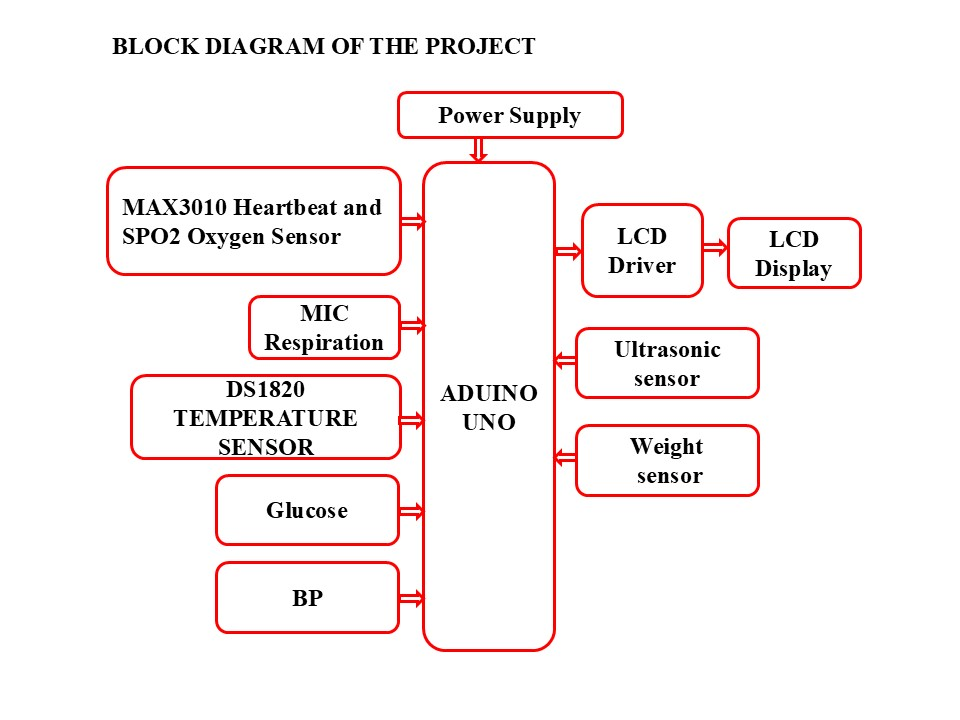 BLOCK DIAGRAM OF THE PROJECT
Power Supply
MAX3010 Heartbeat and
SPO2 Oxygen Sensor
MIC
Respiration
DS1820
TEMPERATURE
SENSOR
Glucose
BP
ADUINO
UNO
LCD
Driver
LCD
Display
Ultrasonic
sensor
Weight
sensor